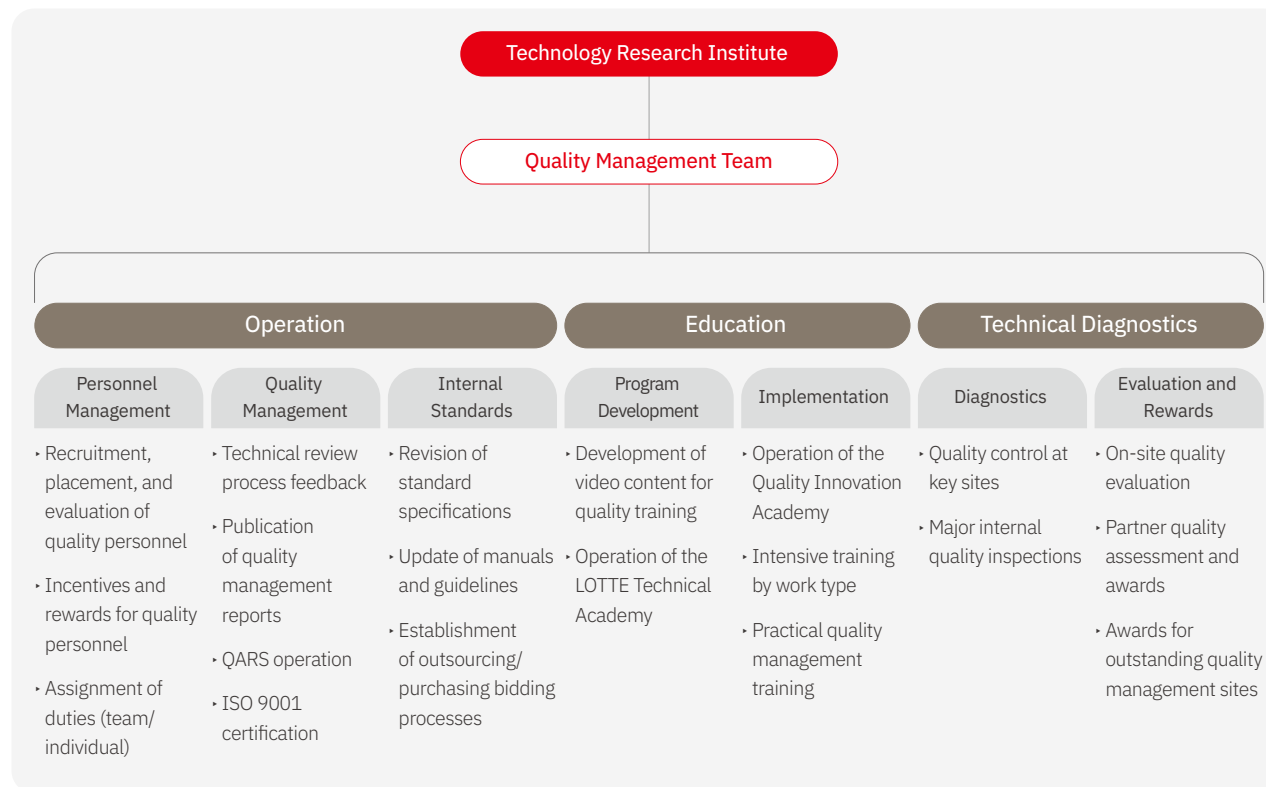 Technology Research Institute
Quality Management Team
Operation
Education
Technical Diagnostics
Personnel
Management
‣ Recruitment,
placement, and
evaluation of
quality personnel
‣ Incentives and
rewards for quality
personnel
‣ Assignment of
duties (team/
individual)
Quality
Management
‣ Technical review
process feedback
‣ Publication
of quality
management
reports
‣ QARS operation
‣ ISO 9001
certification
Internal
Standards
‣ Revision of
standard
specifications
‣ Update of manuals
and guidelines
‣ Establishment
of outsourcing/
purchasing bidding
processes
Program
Development
‣ Development of
video content for
quality training
‣ Operation of the
LOTTE Technical
Academy
Implementation
‣ Operation of the
Quality Innovation
Academy
‣ Intensive training
by work type
‣ Practical quality
management
training
Diagnostics
‣ Quality control at
key sites
‣ Major internal
quality inspections
Evaluation and
Rewards
‣ On-site quality
evaluation
‣ Partner quality
assessment and
awards
‣ Awards for
outstanding quality
management sites